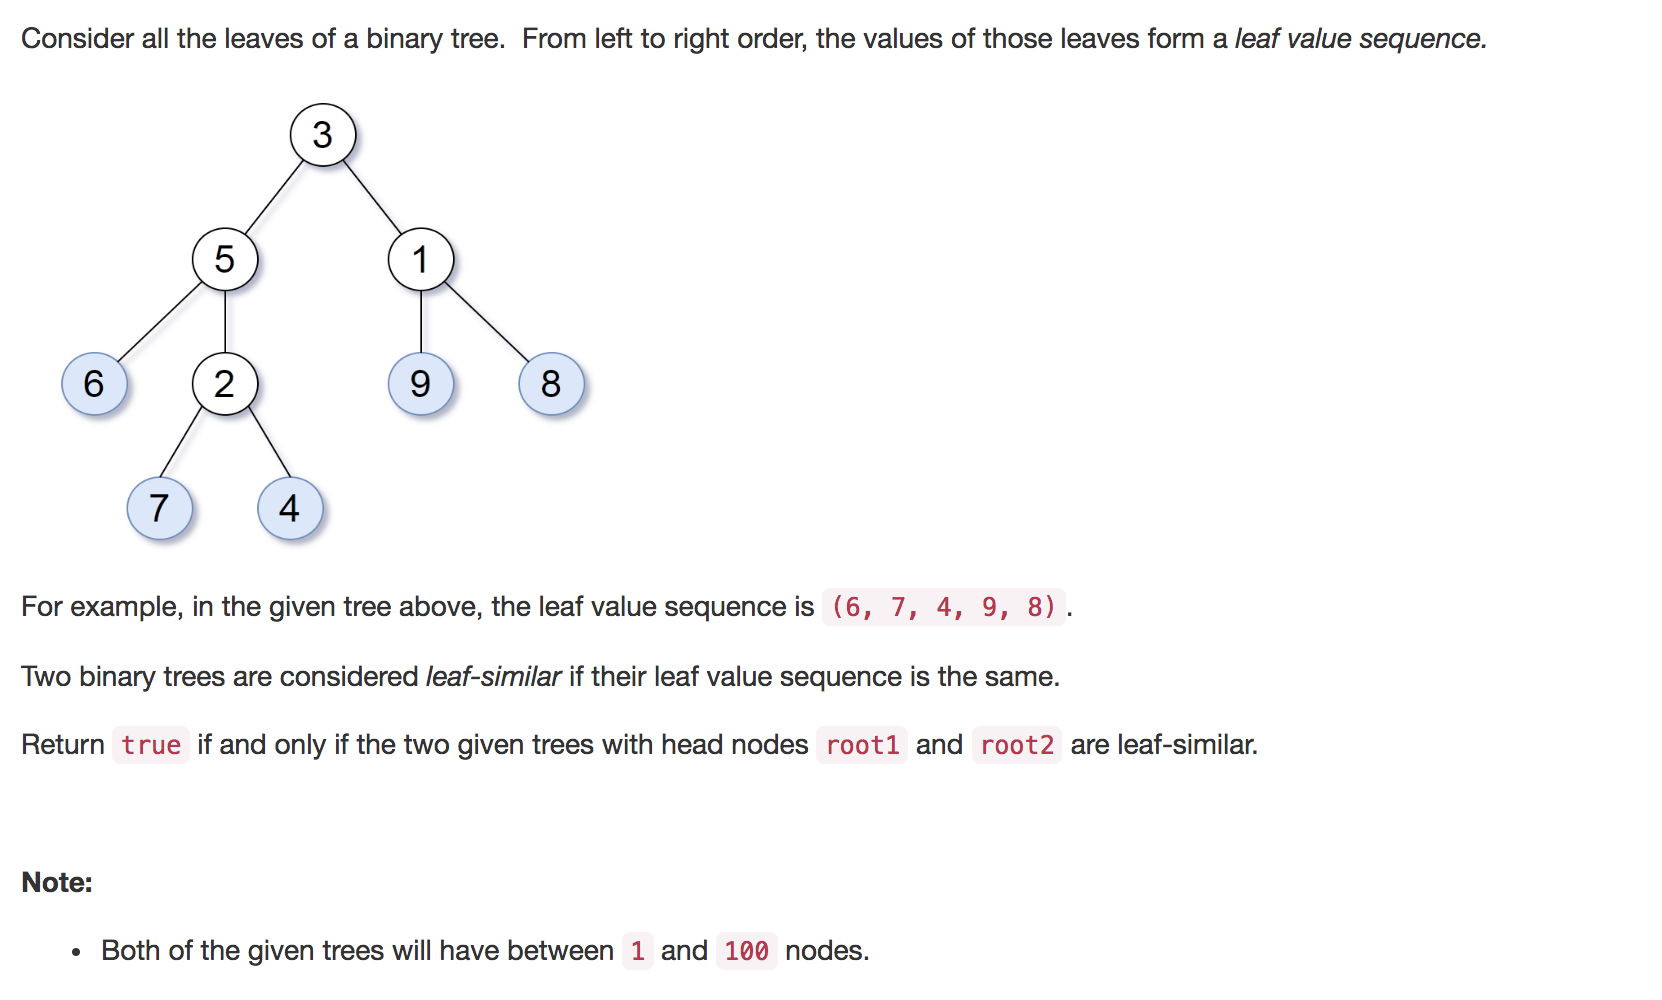 Consider all the leaves of a binary tree.  From left to right order, the values of those leaves form a leaf value sequence.
3
5 1
6 2 9 8
7 4
For example, in the given tree above, the leaf value sequence is (6, 7, 4, 9, 8).
Two binary trees are considered leaf-similar if their leaf value sequence is the same.
Return true if and only if the two given trees with head nodes root1 and root2 are leaf-similar.
Note:
• Both of the given trees will have between 1 and 100 nodes.